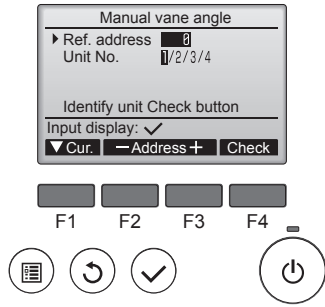 Manual vane angle
Ref. address 0
Unit No. 1/2/3/4
Identify unit Check button
Input display: ✓
▼Cur. －Address＋ Check
F1 F2 F3 F4